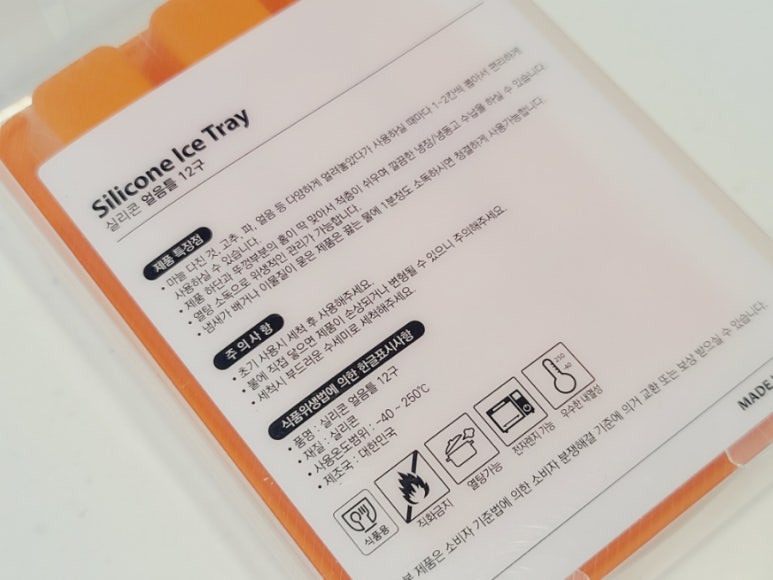 Silicone Ice Tray
실리콘 얼음틀 12구
제품 특장점
• 마늘 다진 것, 고추, 파, 얼음 등 다양하게 얼려놓았다가 사용하실 때마다 1~2칸씩 뽑아서 편리하게
사용하실 수 있습니다.
• 제품 하단과 뚜껑부분의 홈이 딱 맞아서 적층이 쉬우며 깔끔한 냉장/냉동고 수납을 하실 수 있습니다.
• 열탕 소독으로 위생적인 관리가 가능합니다.
• 냄새가 배거나 이물질이 묻은 제품은 끓는 물에 1분정도 소독하시면 청결하게 사용가능합니다.
주의사항
• 초기 사용시 세척 후 사용해주세요.
• 불에 직접 닿으면 제품이 손상되거나 변형될 수 있으니 주의해주세요.
• 세척시 부드러운 수세미로 세척해주세요.
식품위생법에 의한 한글표시사항
• 품명 : 실리콘 얼음틀 12구
• 재질 : 실리콘
• 사용온도범위 : -40 ~ 250℃
• 제조국 : 대한민국
식품용
직화금지
열탕가능
전자렌지 가능
250
-40
우수한 내열성
본 제품은 소비자 기준법에 의한 소비자 분쟁해결 기준에 의거 교환 또는 보상 받으실 수 있습니다.
MADE